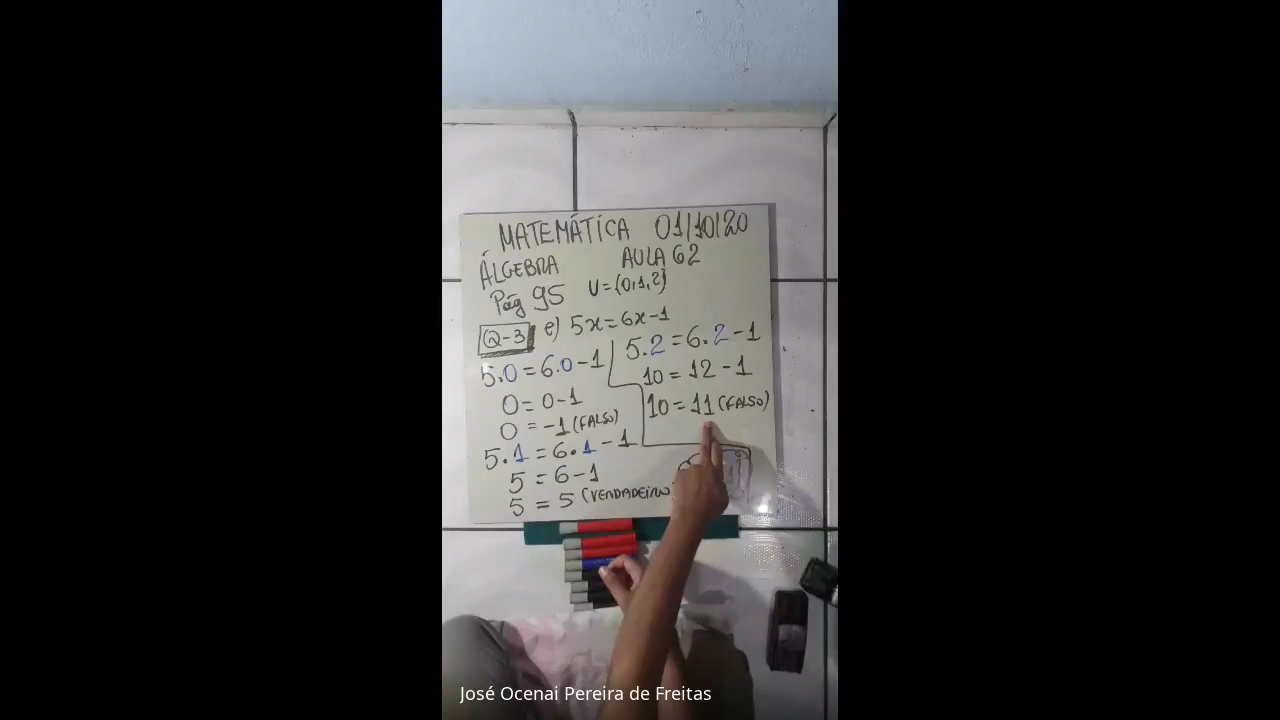 MATEMÁTICA 01/10/20
ÁLGEBRA AULA 62
Pág 95 U={0,1,2}
Q-3 e) 5x=6x-1
5.0=6.0-1
0=0-1
0=-1 (FALSO)
5.1=6.1-1
5=6-1
5=5 (VERDADEIRO
5.2=6.2-1
10=12-1
10=11 (FALSO)
José Ocenai Pereira de Freitas